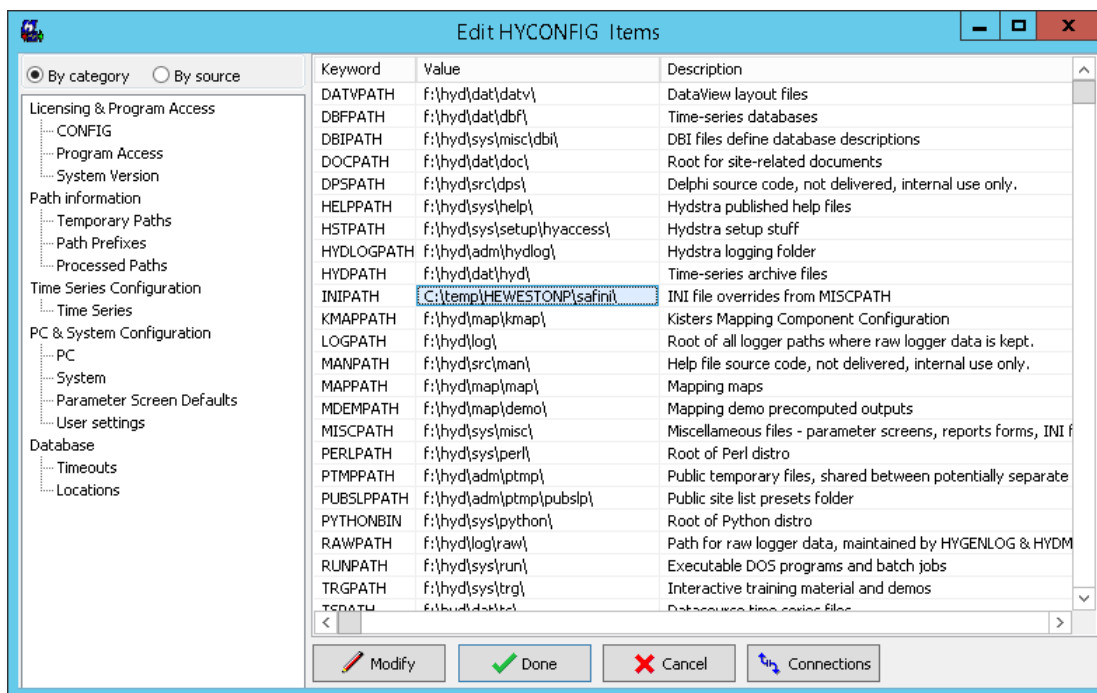 Edit HYCONFIG Items
By category By source
Licensing & Program Access
CONFIG
Program Access
System Version
Path information
Temporary Paths
Path Prefixes
Processed Paths
Time Series Configuration
Time Series
PC & System Configuration
PC
System
Parameter Screen Defaults
User settings
Database
Timeouts
Locations
Keyword Value Description
DATVPATH f:\hyd\dat\datv\ DataView layout files
DBFPATH f:\hyd\dat\dbf\ Time-series databases
DBIPATH f:\hyd\sys\misc\dbi\ DBI files define database descriptions
DOCPATH f:\hyd\dat\doc\ Root for site-related documents
DPSPATH f:\hyd\src\dps\ Delphi source code, not delivered, internal use only.
HELPPATH f:\hyd\sys\help\ Hydstra published help files
HSTPATH f:\hyd\sys\setup\hyaccess\ Hydstra setup stuff
HYDLOGPATH f:\hyd\adm\hydlog\ Hydstra logging folder
HYDPATH f:\hyd\dat\hyd\ Time-series archive files
INIPATH C:\temp\HEWESTONP\safini\ INI file overrides from MISCPATH
KMAPPATH f:\hyd\map\kmap\ Kisters Mapping Component Configuration
LOGPATH f:\hyd\log\ Root of all logger paths where raw logger data is kept.
MANPATH f:\hyd\src\man\ Help file source code, not delivered, internal use only.
MAPPATH f:\hyd\map\map\ Mapping maps
MDEMPATH f:\hyd\map\demo\ Mapping demo precomputed outputs
MISCPATH f:\hyd\sys\misc\ Miscellaneous files - parameter screens, reports forms, INI f
PERLPATH f:\hyd\sys\perl\ Root of Perl distro
PTMPPATH f:\hyd\adm\ptmp\ Public temporary files, shared between potentially separate
PUBSLPPATH f:\hyd\adm\ptmp\pubslp\ Public site list presets folder
PYTHONBIN f:\hyd\sys\python\ Root of Python distro
RAWPATH f:\hyd\log\raw\ Path for raw logger data, maintained by HYGENLOG & HYDM
RUNPATH f:\hyd\sys\run\ Executable DOS programs and batch jobs
TRGPATH f:\hyd\sys\trg\ Interactive training material and demos
TSPATH f:\hyd\dat\ts\ Datasource time series files
Modify Done Cancel Connections